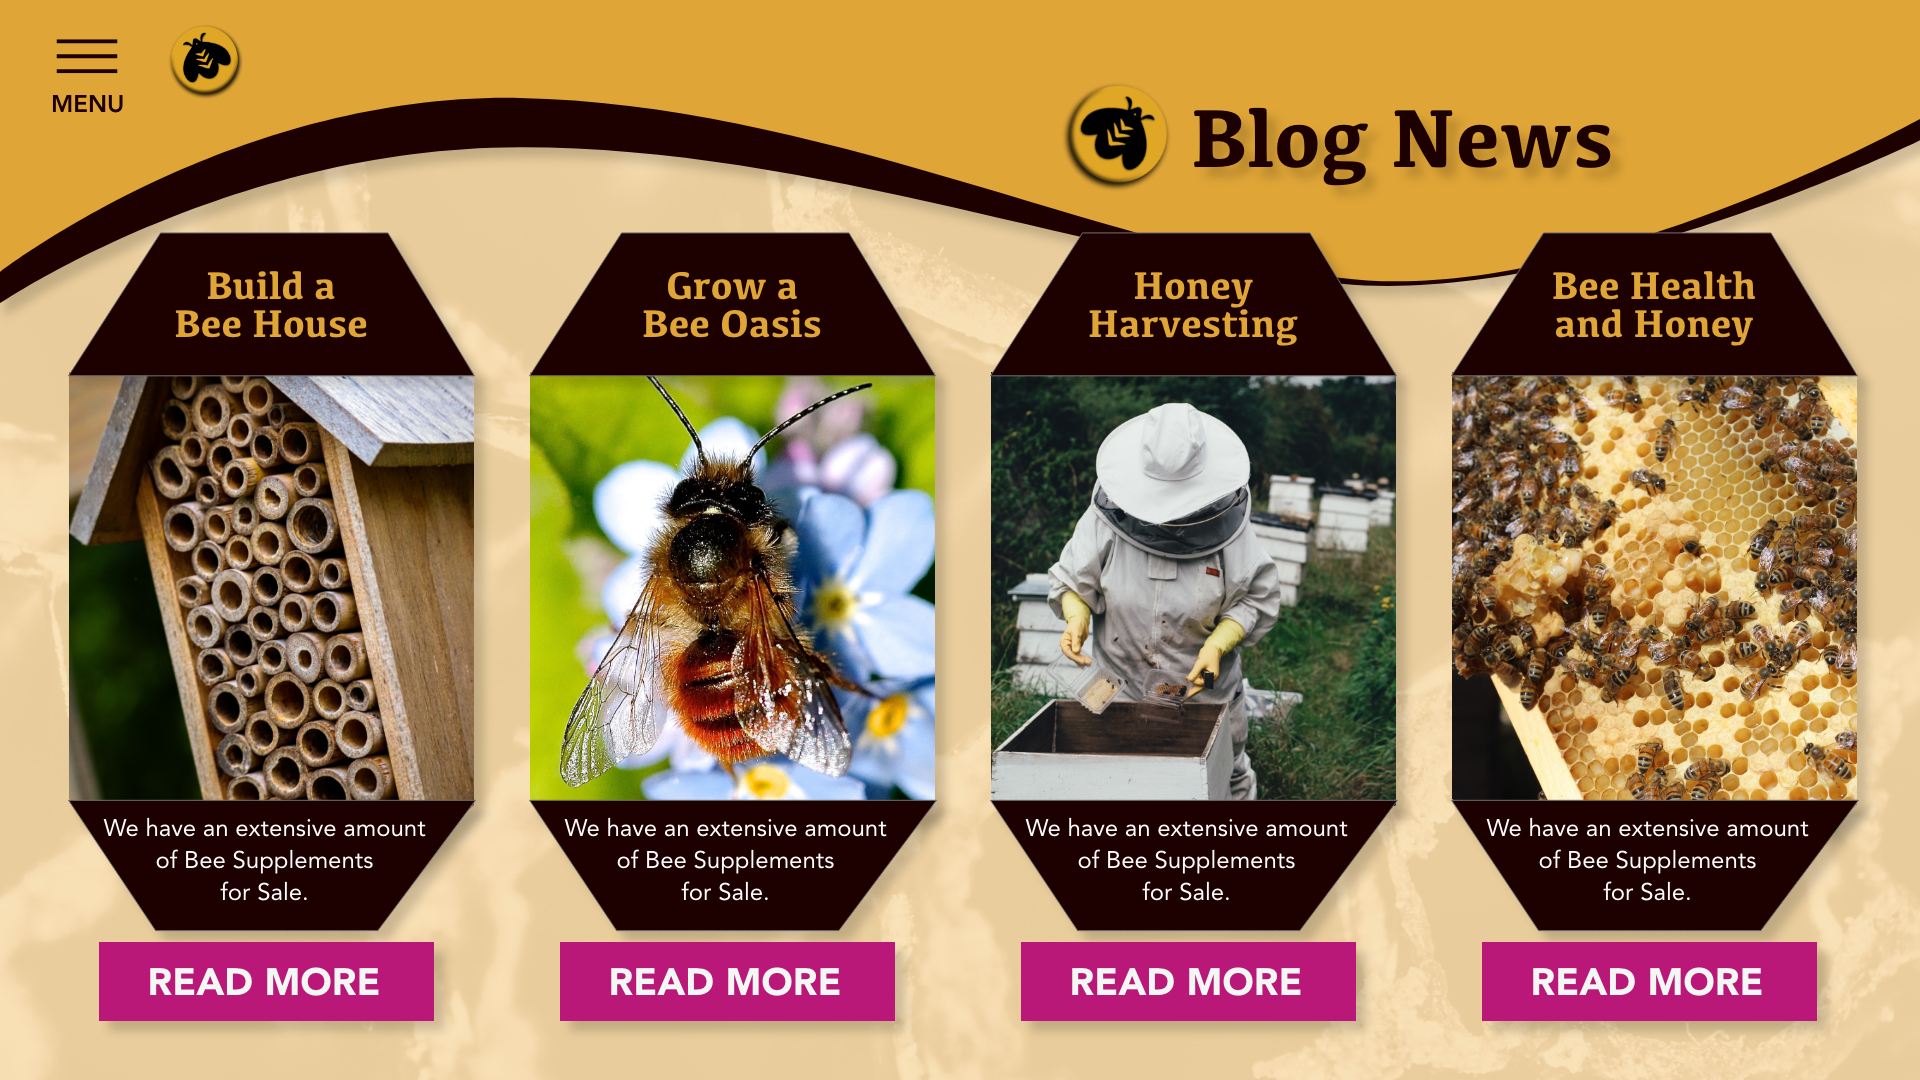 MENU
Blog News
Build a
Bee House
Grow a
Bee Oasis
Honey
Harvesting
Bee Health
and Honey
We have an extensive amount
of Bee Supplements
for Sale.
We have an extensive amount
of Bee Supplements
for Sale.
We have an extensive amount
of Bee Supplements
for Sale.
We have an extensive amount
of Bee Supplements
for Sale.
READ MORE
READ MORE
READ MORE
READ MORE